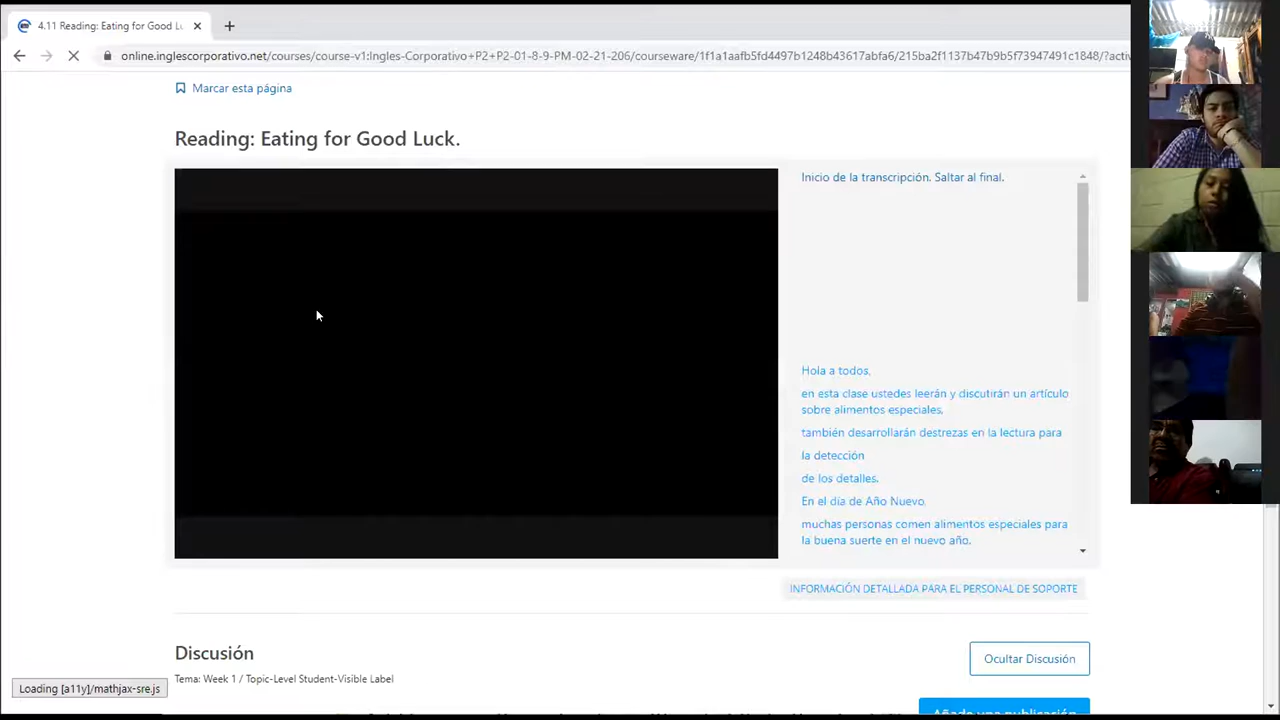 4.11 Reading: Eating for Good Lu
online.inglescorporativo.net/courses/course-v1:Ingles-Corporativo+P2+P2-01-8-9-PM-02-21-206/courseware/1f1a1aafb5fd4497b1248b43617abfa6/215ba2f1137b47b9b5f73947491c1848/?activ
Marcar esta página
Reading: Eating for Good Luck.
Inicio de la transcripción. Saltar al final.
Hola a todos,
en esta clase ustedes leerán y discutirán un artículo
sobre alimentos especiales,
también desarrollarán destrezas en la lectura para
la detección
de los detalles.
En el día de Año Nuevo,
muchas personas comen alimentos especiales para
la buena suerte en el nuevo año.
INFORMACIÓN DETALLADA PARA EL PERSONAL DE SOPORTE
Discusión
Ocultar Discusión
Tema: Week 1 / Topic-Level Student-Visible Label
Loading [a11y]/mathjax-sre.js
Añade una publicación